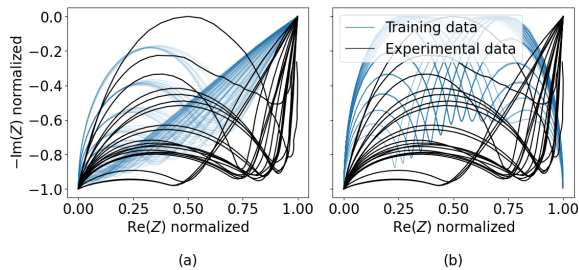 0.0
−0.2
−0.4
−0.6
−0.8
−1.0
−Im(Z) normalized
0.00 0.25 0.50 0.75 1.00
Re(Z) normalized
(a)
Training data
Experimental data
0.00 0.25 0.50 0.75 1.00
Re(Z) normalized
(b)